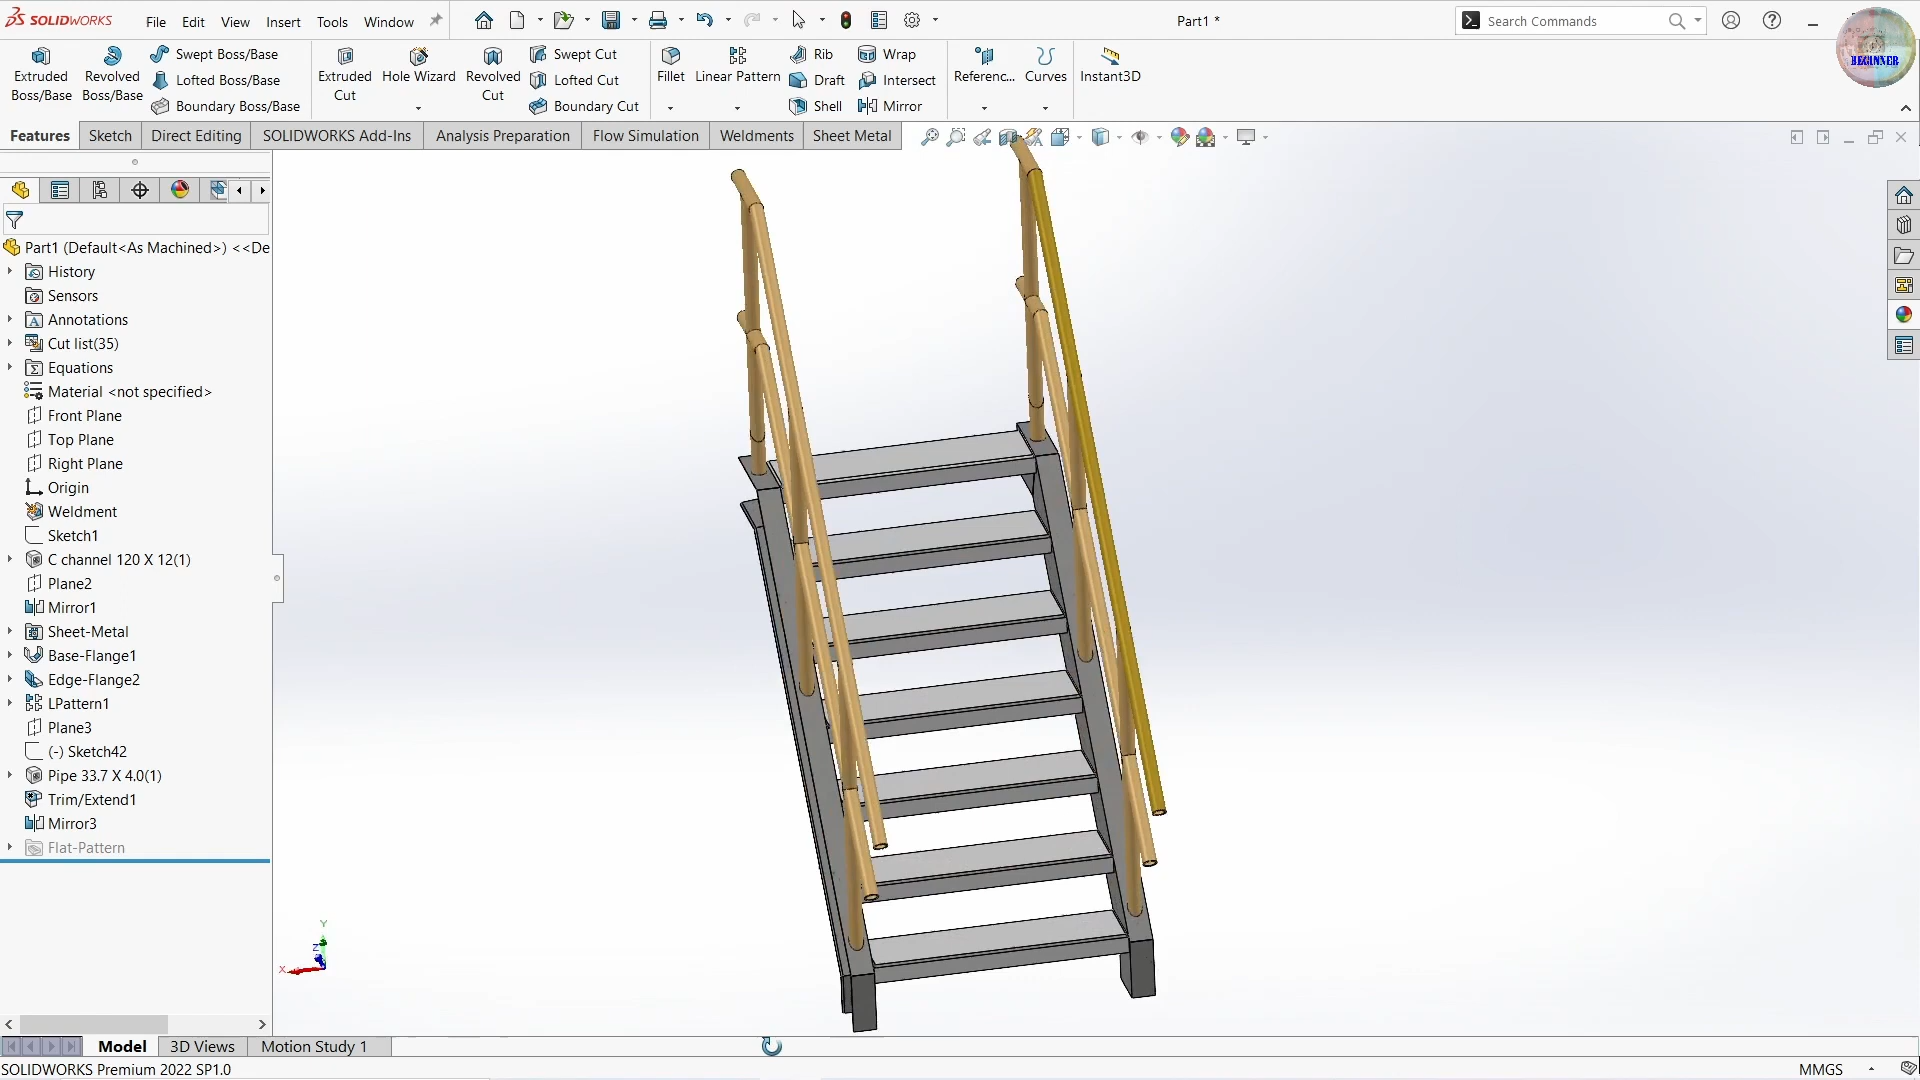 SOLIDWORKS File Edit View Insert Tools Window Part1 * Search Commands
BEGINNER
Extruded Boss/Base
Revolved Boss/Base
Swept Boss/Base
Lofted Boss/Base
Boundary Boss/Base
Extruded Cut
Hole Wizard
Revolved Cut
Swept Cut
Lofted Cut
Boundary Cut
Fillet
Linear Pattern
Rib
Draft
Shell
Wrap
Intersect
Mirror
Referenc...
Curves
Instant3D
Features Sketch Direct Editing SOLIDWORKS Add-Ins Analysis Preparation Flow Simulation Weldments Sheet Metal
Part1 (Default<As Machined>) <<De
History
Sensors
Annotations
Cut list(35)
Equations
Material <not specified>
Front Plane
Top Plane
Right Plane
Origin
Weldment
Sketch1
C channel 120 X 12(1)
Plane2
Mirror1
Sheet-Metal
Base-Flange1
Edge-Flange2
LPattern1
Plane3
(-) Sketch42
Pipe 33.7 X 4.0(1)
Trim/Extend1
Mirror3
Flat-Pattern
Y
Z
X
Model 3D Views Motion Study 1
SOLIDWORKS Premium 2022 SP1.0 MMGS